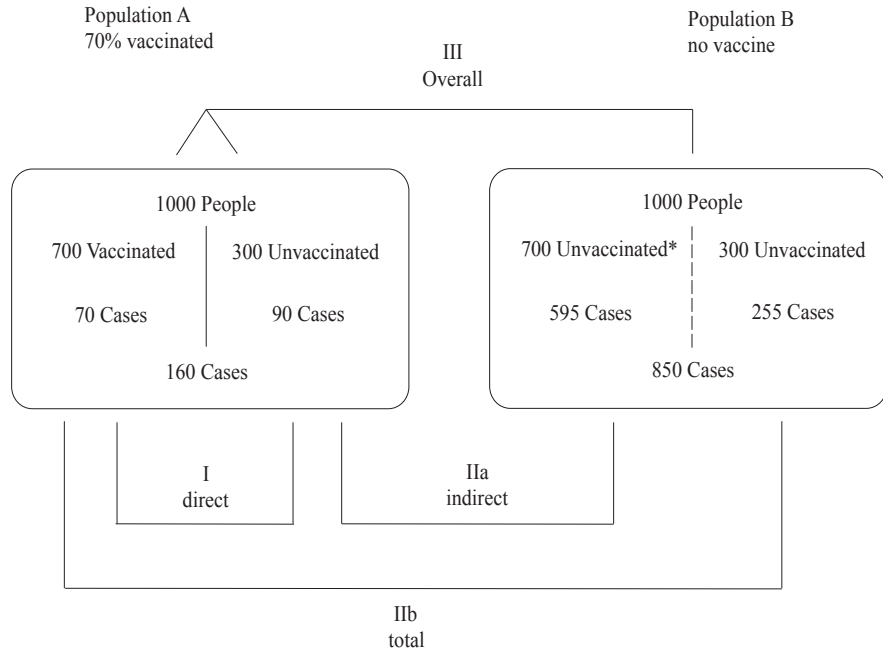 Population A
70% vaccinated
Population B
no vaccine
III
Overall
1000 People
700 Vaccinated
300 Unvaccinated
70 Cases
90 Cases
160 Cases
1000 People
700 Unvaccinated*
300 Unvaccinated
595 Cases
255 Cases
850 Cases
I
direct
IIa
indirect
IIb
total